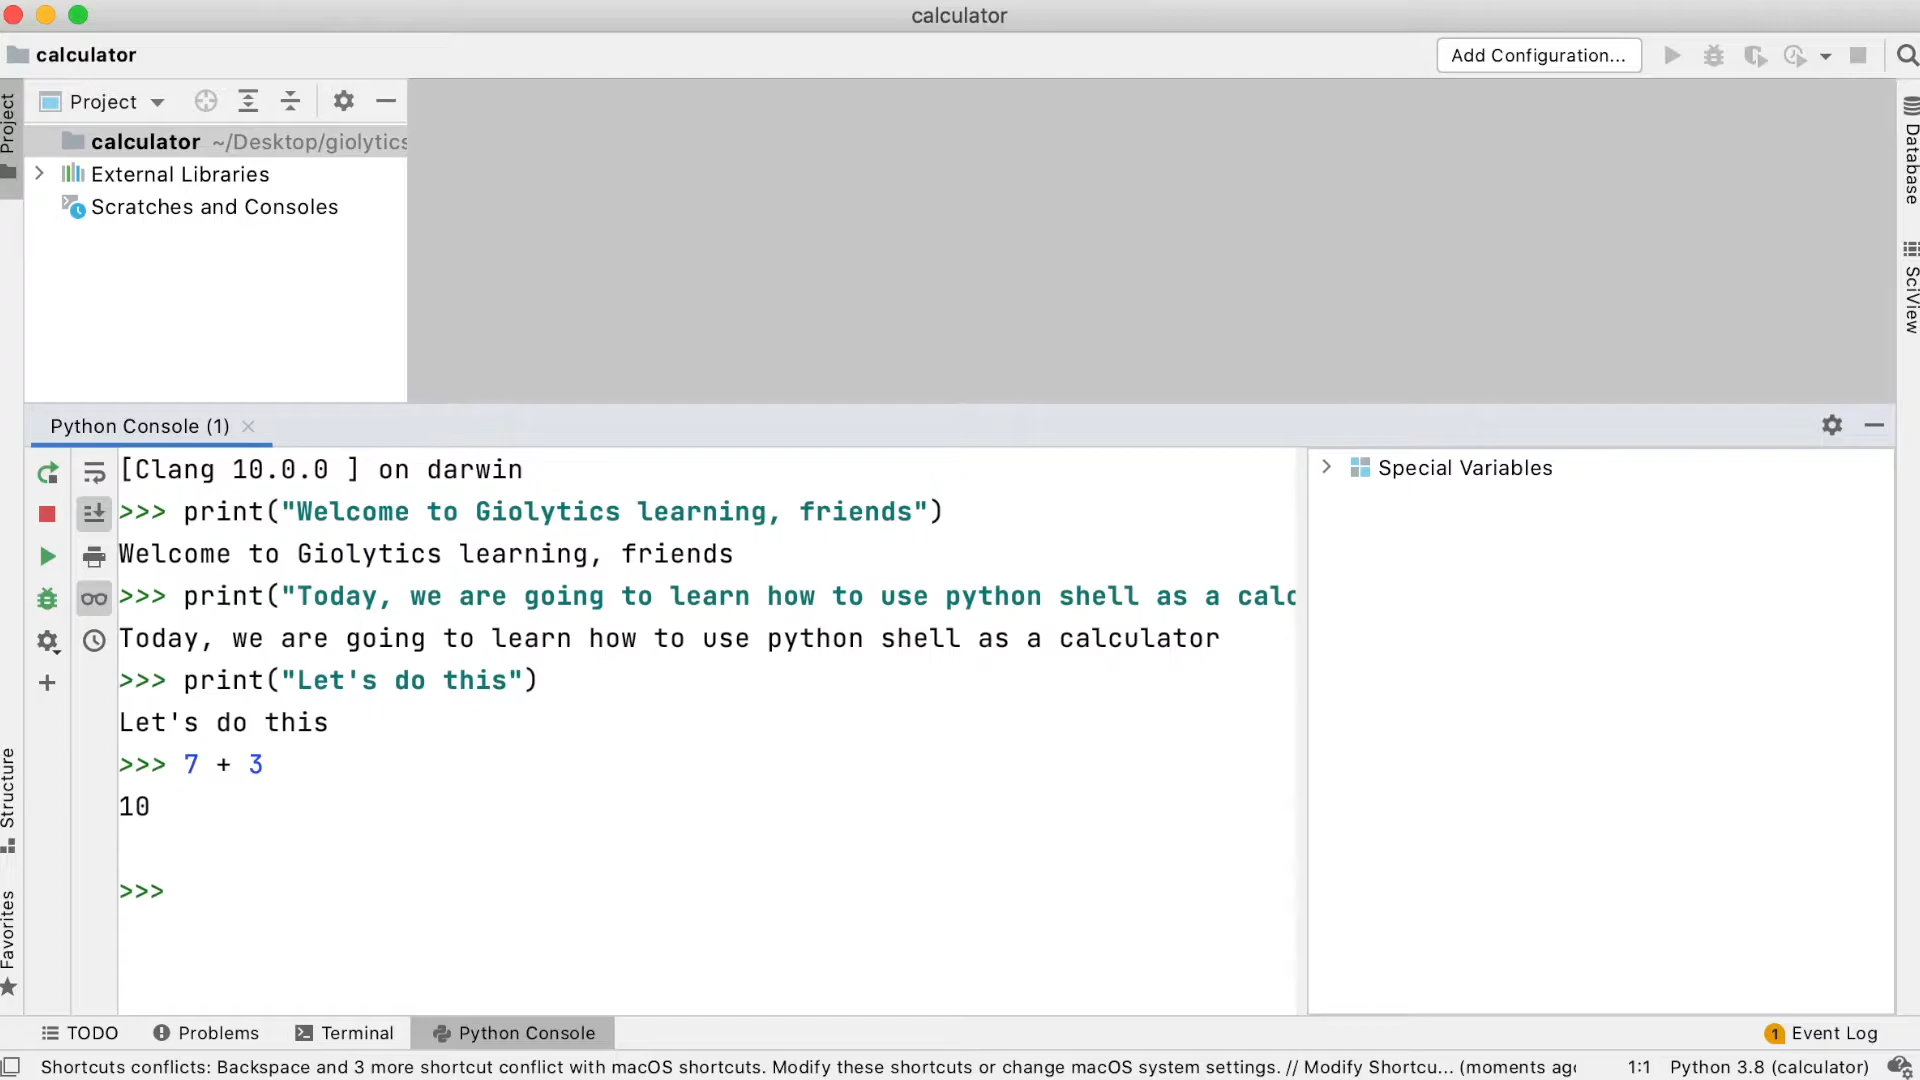 calculator
calculator
Add Configuration...
Project
Project
calculator ~/Desktop/giolytics
External Libraries
Scratches and Consoles
Database
SciView
Python Console (1)
[Clang 10.0.0 ] on darwin
>>> print("Welcome to Giolytics learning, friends")
Welcome to Giolytics learning, friends
>>> print("Today, we are going to learn how to use python shell as a calc
Today, we are going to learn how to use python shell as a calculator
>>> print("Let's do this")
Let's do this
>>> 7 + 3
10
>>>
Special Variables
Structure
Favorites
TODO
Problems
Terminal
Python Console
1 Event Log
Shortcuts conflicts: Backspace and 3 more shortcut conflict with macOS shortcuts. Modify these shortcuts or change macOS system settings. // Modify Shortcu... (moments ago
1:1
Python 3.8 (calculator)